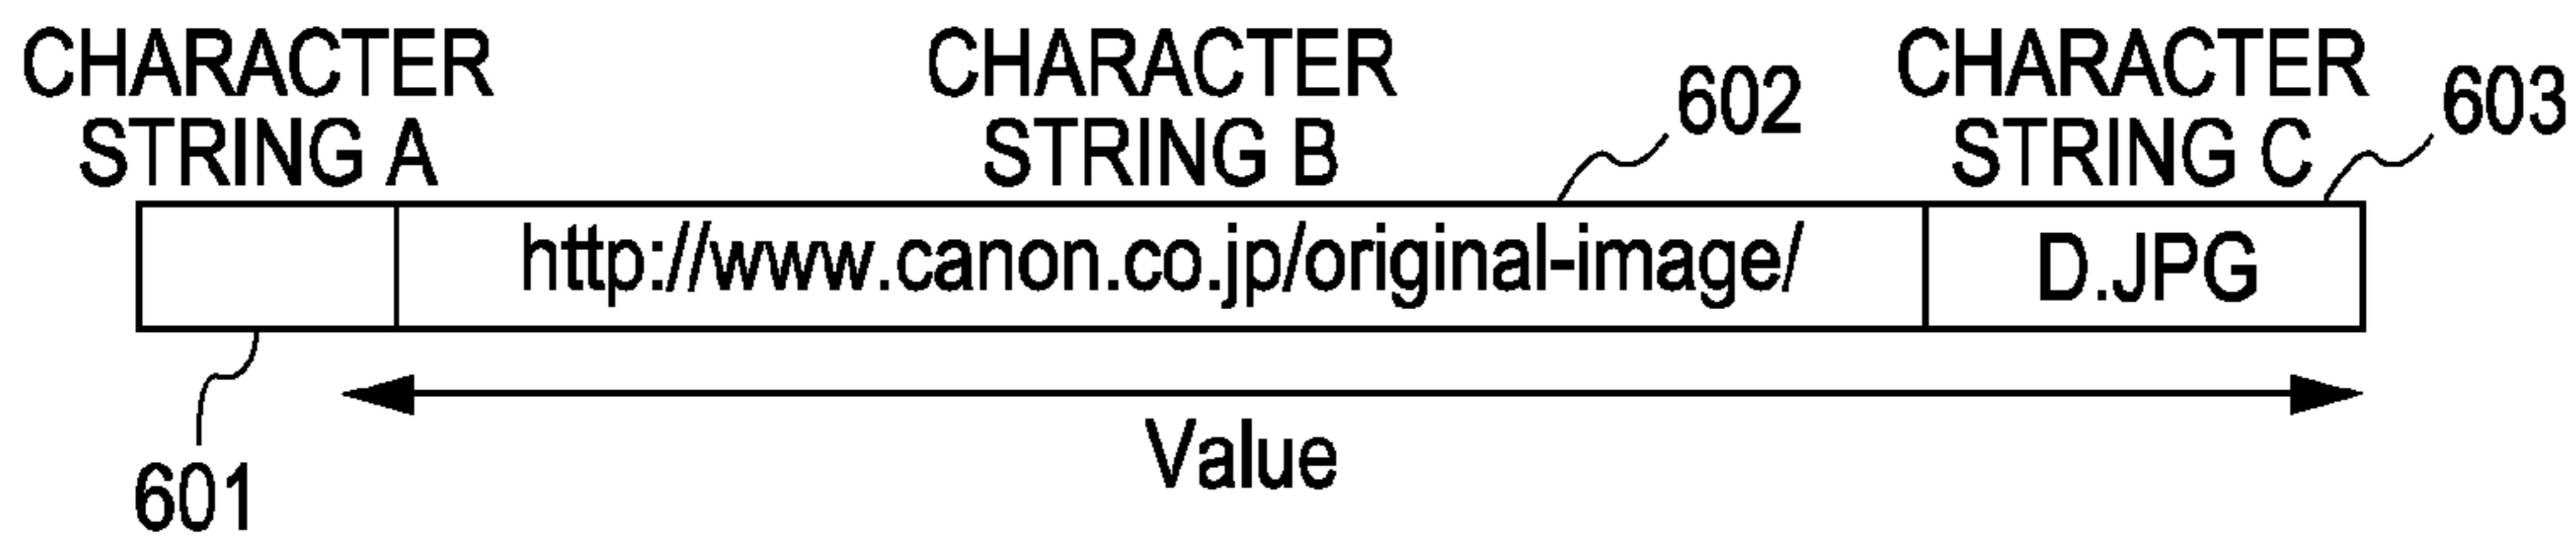 CHARACTER
STRING A
CHARACTER
STRING B
602
CHARACTER
STRING C
603
http://www.canon.co.jp/original-image/
D.JPG
601
Value